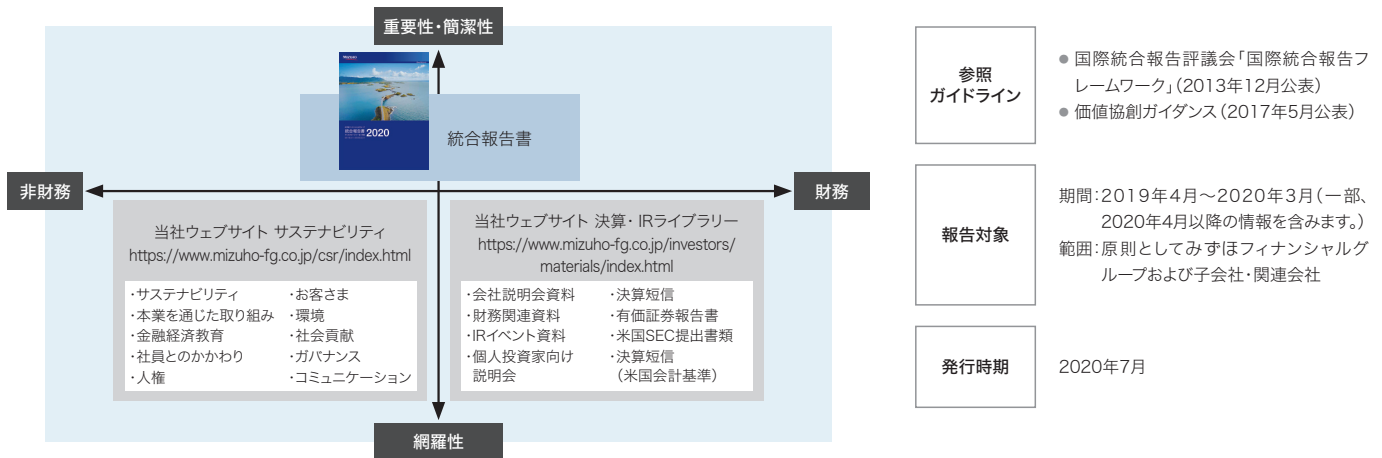 重要性・簡潔性
統合報告書 2020
統合報告書
非財務
財務
当社ウェブサイト サステナビリティ
https://www.mizuho-fg.co.jp/csr/index.html
・サステナビリティ
・本業を通じた取り組み
・金融経済教育
・社員とのかかわり
・人権
・お客さま
・環境
・社会貢献
・ガバナンス
・コミュニケーション
当社ウェブサイト 決算・IRライブラリー
https://www.mizuho-fg.co.jp/investors/
materials/index.html
・会社説明会資料
・財務関連資料
・IRイベント資料
・個人投資家向け
説明会
・決算短信
・有価証券報告書
・米国SEC提出書類
・決算短信
（米国会計基準）
網羅性
参照
ガイドライン
● 国際統合報告評議会「国際統合報告フ
レームワーク」（2013年12月公表）
● 価値協創ガイダンス（2017年5月公表）
報告対象
期間：2019年4月～2020年3月（一部、
2020年4月以降の情報を含みます。）
範囲：原則としてみずほフィナンシャルグ
ループおよび子会社・関連会社
発行時期
2020年7月